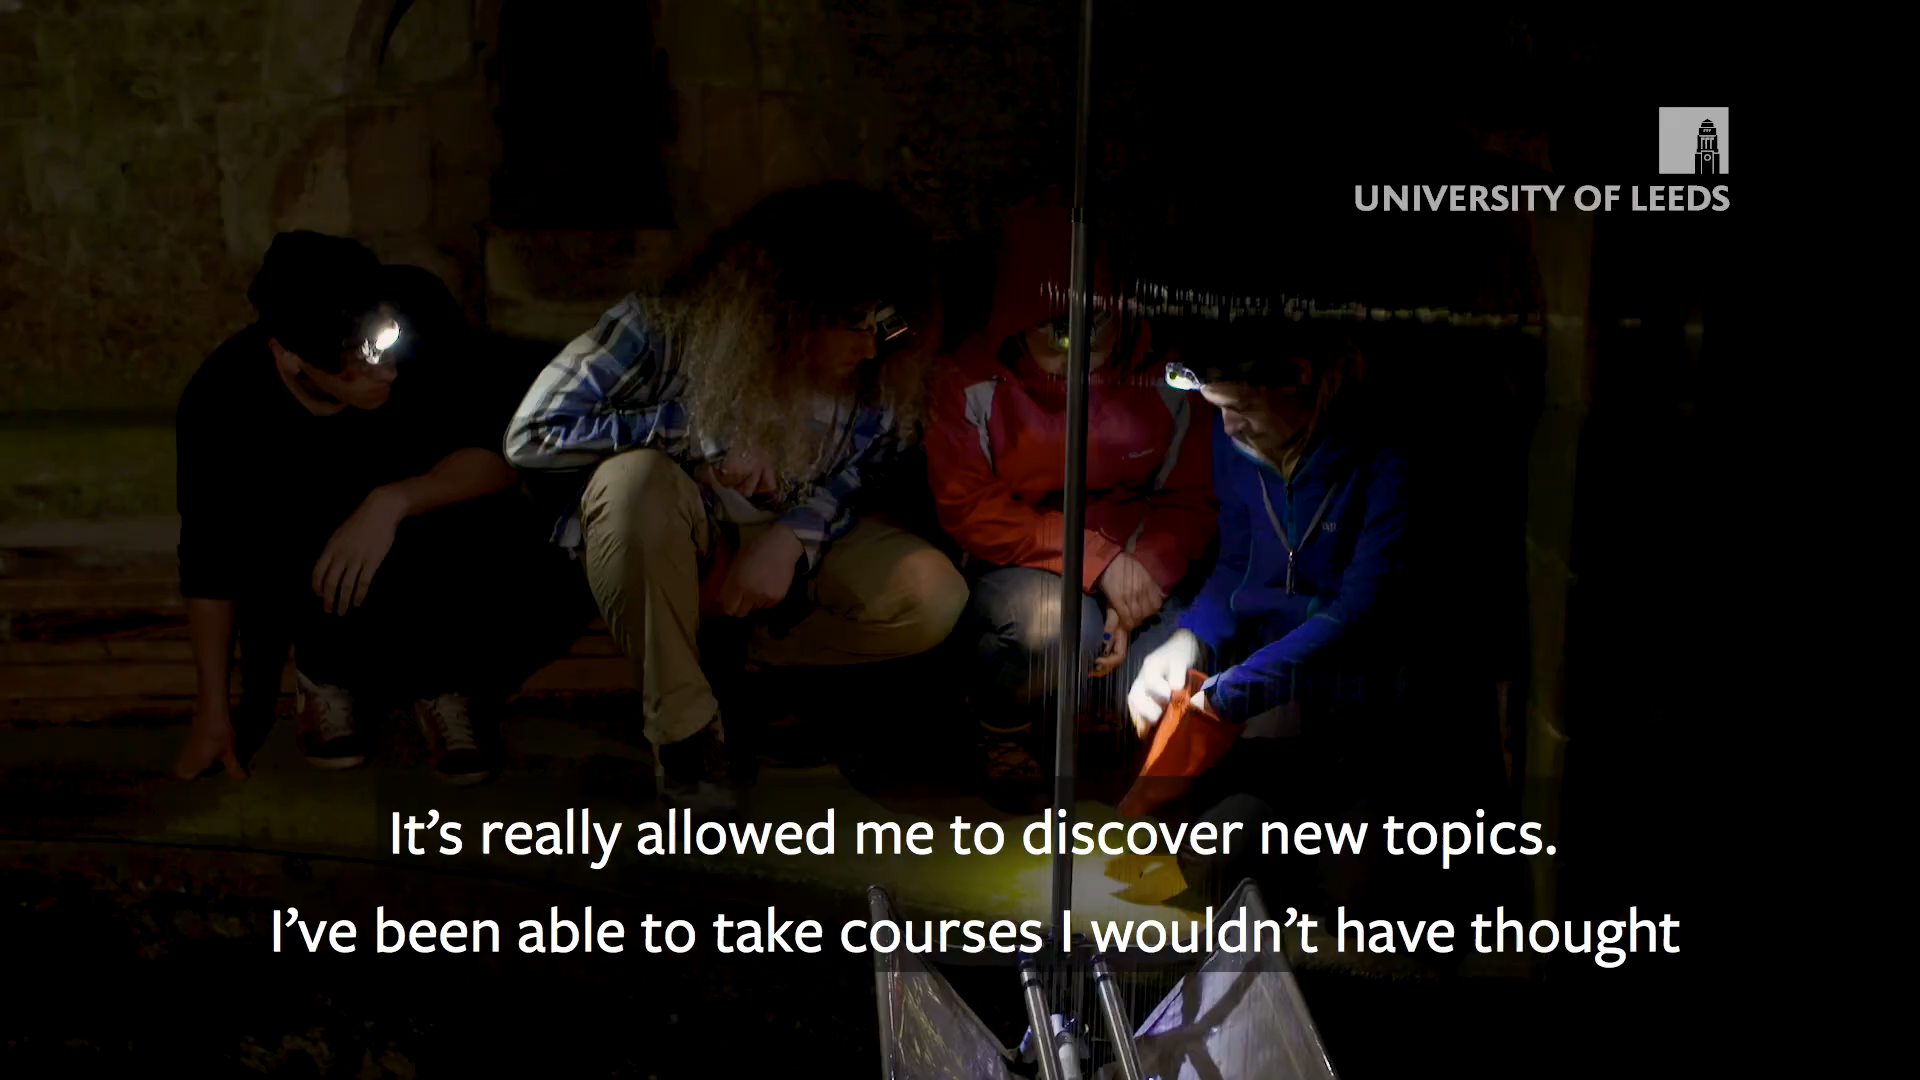 UNIVERSITY OF LEEDS
It’s really allowed me to discover new topics.
I’ve been able to take courses I wouldn’t have thought